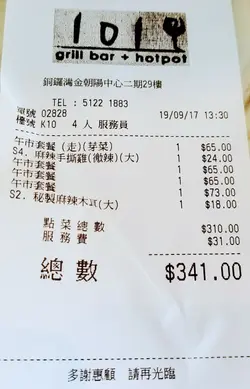 1019
grill bar + hotpot
銅鑼灣金朝陽中心二期29樓
TEL : 5122 1883
單號 02828 19/09/17 13:30
檯號 K10 4 人 服務員
午市套餐 (走)(芽菜) 1 $65.00
S4. 麻辣手撕雞(微辣)(大) 1 $24.00
午市套餐 1 $65.00
午市套餐 1 $65.00
午市套餐 1 $73.00
S2. 秘製麻辣木耳(大) 1 $18.00
點菜總數 $310.00
服務費 $31.00
總數 $341.00
多謝惠顧 請再光臨